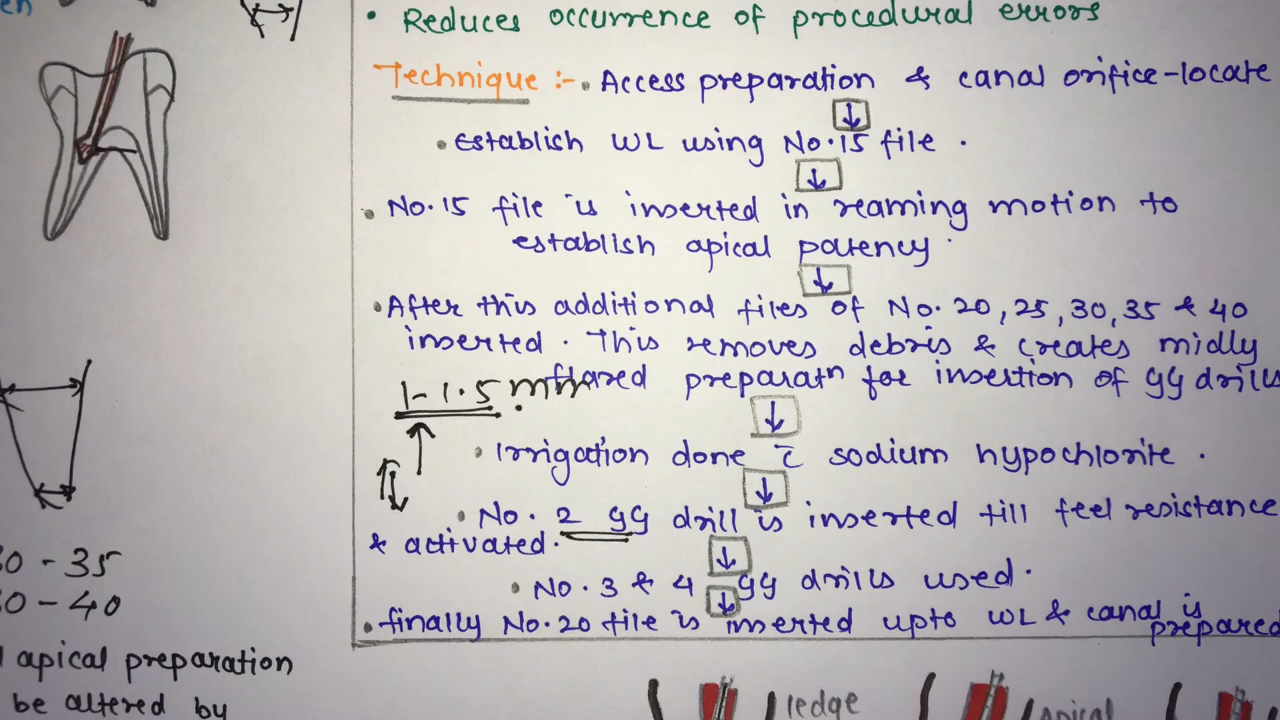 • Reduces occurrence of procedural errors
Technique :- • Access preparation & canal orifice-locate
• Establish WL using No.15 file .
• No.15 file is inserted in reaming motion to
establish apical patency .
• After this additional files of No. 20, 25, 30, 35 & 40
inserted . This removes debris & creates midly
flared preparatn for insertion of GG drills
1-1.5 mm
• Irrigation done c̄ sodium hypochlorite .
• No. 2 GG drill is inserted till feel resistance
& activated.
• No. 3 & 4 GG drills used.
• finally No.20 file is inserted upto WL & canal is prepared
0 - 35
0 - 40
apical preparation
be altered by
ledge